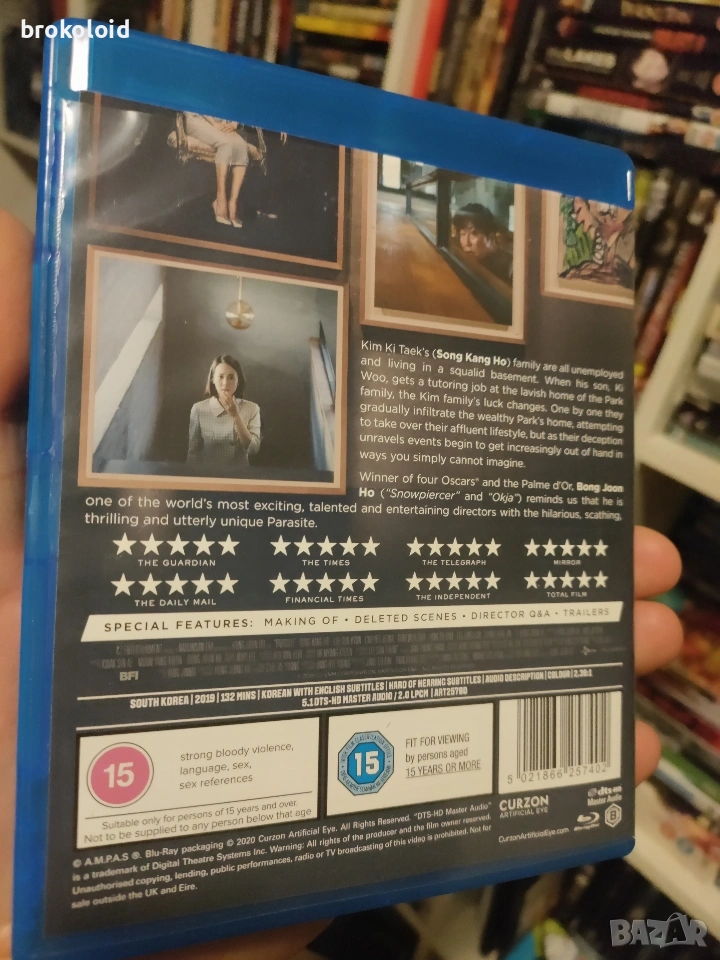 brokoloid
Kim Ki Taek's (Song Kang Ho) family are all unemployed
and living in a squalid basement. When his son, Ki
Woo, gets a tutoring job at the lavish home of the Park
family, the Kim family's luck changes. One by one they
gradually infiltrate the wealthy Park's home, attempting
to take over their affluent lifestyle, but as their deception
unravels events begin to get increasingly out of hand in
ways you simply cannot imagine.
Winner of four Oscars® and the Palme d'Or, Bong Joon
Ho ("Snowpiercer" and "Okja") reminds us that he is
one of the world's most exciting, talented and entertaining directors with the hilarious, scathing,
thrilling and utterly unique Parasite.
★★★★★ ★★★★★ ★★★★★ ★★★★★
THE GUARDIAN THE TIMES THE TELEGRAPH MIRROR
★★★★★ ★★★★★ ★★★★★ ★★★★★
THE DAILY MAIL FINANCIAL TIMES THE INDEPENDENT TOTAL FILM
SPECIAL FEATURES: MAKING OF • DELETED SCENES • DIRECTOR Q&A • TRAILERS
BFI
SOUTH KOREA | 2019 | 132 MINS | KOREAN WITH ENGLISH SUBTITLES | HARD OF HEARING SUBTITLES | AUDIO DESCRIPTION | COLOUR | 2.39:1
5.1 DTS-HD MASTER AUDIO / 2.0 LPCM | ART257BD
15
strong bloody violence,
language, sex,
sex references
Suitable only for persons of 15 years and over.
Not to be supplied to any person below that age
15
FIT FOR VIEWING
by persons aged
15 YEARS OR MORE
5 021866 257402
CURZON
ARTIFICIAL EYE
dts-HD
Master Audio
Blu-ray Disc
B
CurzonArtificialEye.com
© A.M.P.A.S ®. Blu-Ray packaging © 2020 Curzon Artificial Eye. All Rights Reserved. "DTS-HD Master Audio"
is a trademark of Digital Theatre Systems Inc. Warning: All rights of the producer and the film owner reserved.
Unauthorised copying, lending, public performances, radio or TV broadcasting of this video is prohibited. Not for
sale outside the UK and Eire.
BAZAR